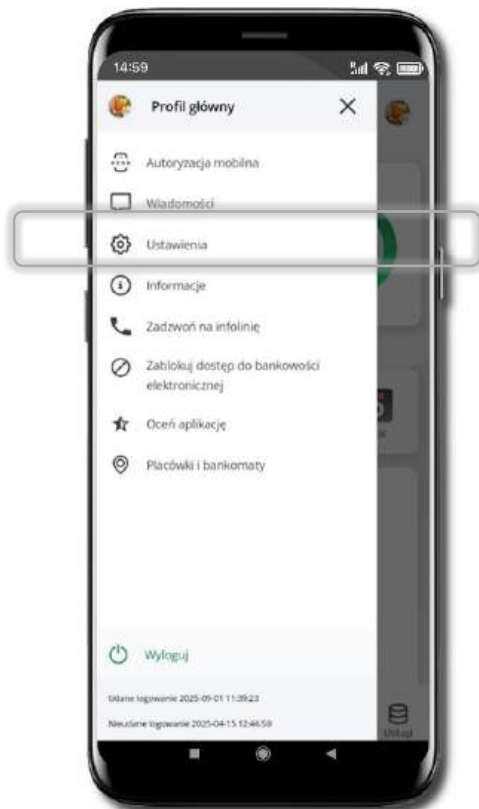 14:59
Profil główny
Autoryzacja mobilna
Wiadomości
Ustawienia
Informacje
Zadzwoń na infolinię
Zablokuj dostęp do bankowości
elektronicznej
Oceń aplikację
Placówki i bankomaty
Wyloguj
Udane logowanie 2025-09-01 11:39:23
Nieudane logowanie 2025-04-15 12:44:59